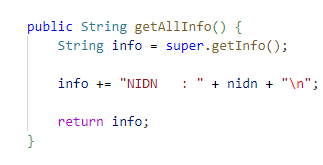 public String getAllInfo() {
    String info = super.getInfo();
    info += "NIDN   : " + nidn + "\n";
    return info;
}